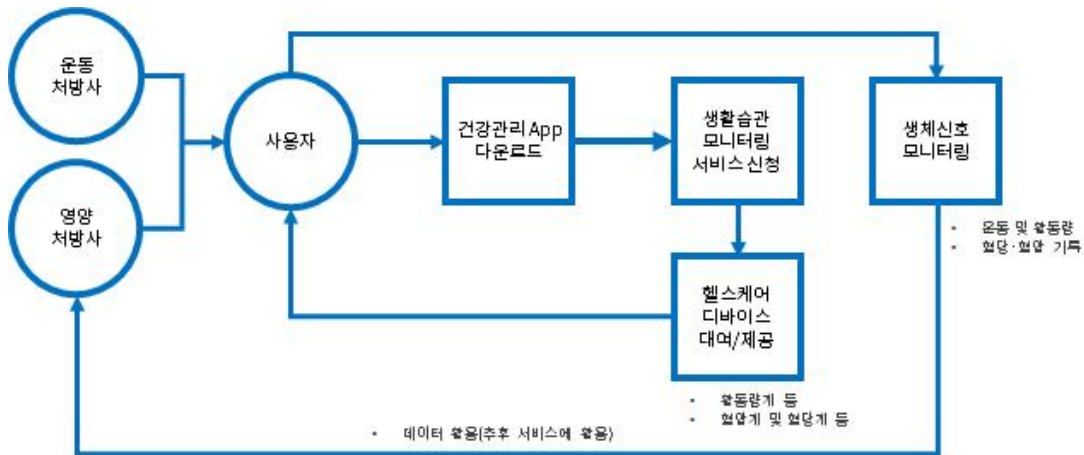 운동
처방사
영양
처방사
사용자
건강관리 App
다운르드
생활습관
모니터링
서비스 신청
생체신호
모니터링
• 운동 및 활동량
• 혈당·혈압 기록
헬스케어
디바이스
대여/제공
• 활동량계 등
• 혈압계 및 혈당계 등
• 데이터 활용(추후 서비스에 활용)